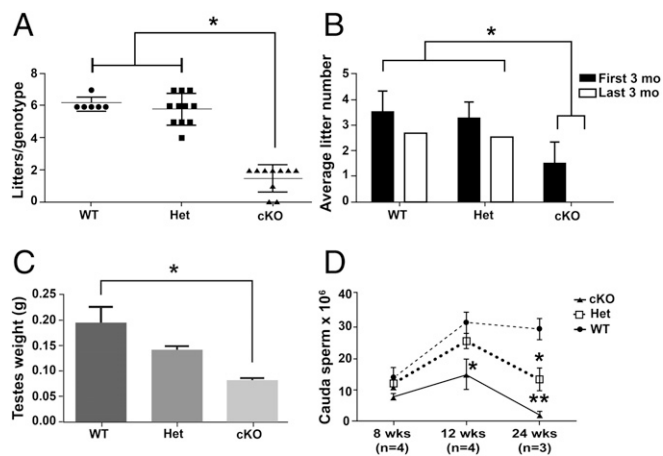 A
Litters/genotype
*
8
6
4
2
0
WT Het cKO
B
Average litter number
*
First 3 mo
Last 3 mo
5
4
3
2
1
0
WT Het cKO
C
Testes weight (g)
*
0.25
0.20
0.15
0.10
0.05
0.00
WT Het cKO
D
Cauda sperm x 10⁶
cKO
Het
WT
40
30
20
10
0
*
*
**
8 wks 12 wks 24 wks
(n=4) (n=4) (n=3)